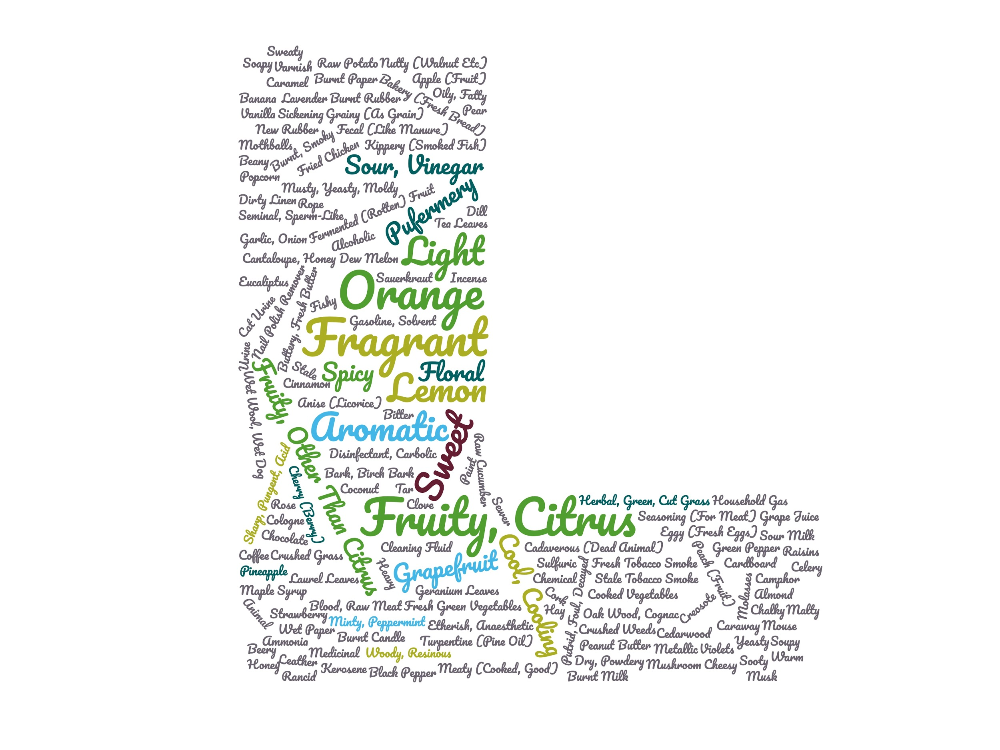 Sweaty
Soapy
Varnish
Raw Potato
Nutty (Walnut Etc)
Caramel
Burnt Paper
Bakery (Fresh Bread)
Apple (Fruit)
Oily, Fatty
Banana
Lavender
Burnt Rubber
Pear
Vanilla
Sickening
Grainy (As Grain)
New Rubber
Fecal (Like Manure)
Mothballs
Burnt, Smoky
Fried Chicken
Kippery (Smoked Fish)
Beany
Sour, Vinegar
Popcorn
Musty, Yeasty, Moldy
Pufermery
Dirty Linen
Rope
Fermented (Rotten) Fruit
Dill
Seminal, Sperm-Like
Tea Leaves
Garlic, Onion
Alcoholic
Light
Cantaloupe, Honey Dew Melon
Orange
Sauerkraut
Incense
Eucaliptus
Cat Urine
Nail Polish Remover
Buttery, Fresh Butter
Fishy
Gasoline, Solvent
Fragrant
Urine
Fruity, Other Than Citrus
Stale
Spicy
Floral
Cinnamon
Lemon
Wet Wool, Wet Dog
Anise (Licorice)
Bitter
Aromatic
Sweet
Sharp, Pungent, Acid
Disinfectant, Carbolic
Raw Cucumber
Paint
Cherry (Berry)
Bark, Birch Bark
Coconut
Tar
Rose
Clove
Fruity, Citrus
Sewer
Herbal, Green, Cut Grass
Household Gas
Cologne
Seasoning (For Meat)
Grape Juice
Chocolate
Eggy (Fresh Eggs)
Sour Milk
Coffee
Crushed Grass
Cleaning Fluid
Cool, Cooling
Cadaverous (Dead Animal)
Peach (Fruit)
Green Pepper
Raisins
Pineapple
Heavy
Grapefruit
Sulfuric
Fresh Tobacco Smoke
Cardboard
Celery
Laurel Leaves
Chemical
Putrid, Foul, Decayed
Stale Tobacco Smoke
Molasses
Camphor
Maple Syrup
Geranium Leaves
Cork
Cooked Vegetables
Creosote
Almond
Animal
Blood, Raw Meat
Fresh Green Vegetables
Hay
Oak Wood, Cognac
Chalky
Malty
Strawberry
Minty, Peppermint
Etherish, Anaesthetic
Wet Paper
Crushed Weeds
Cedarwood
Caraway
Mouse
Ammonia
Burnt Candle
Turpentine (Pine Oil)
Peanut Butter
Metallic
Violets
Yeasty
Soupy
Beery
Medicinal
Woody, Resinous
Honey
Leather
Dry, Powdery
Mushroom
Cheesy
Sooty
Warm
Kerosene
Black Pepper
Meaty (Cooked, Good)
Rancid
Burnt Milk
Musk